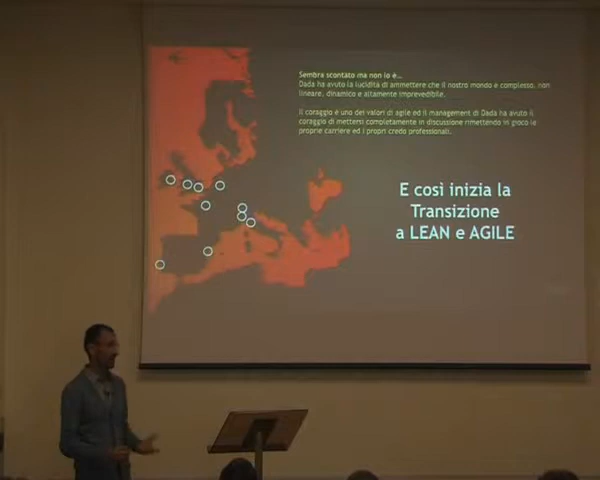 Sembra scontato ma non lo è...
Dada ha avuto la lucidità di ammettere che il nostro mondo è complesso, non
lineare, dinamico e altamente imprevedibile.
Il coraggio è uno dei valori di agile ed il management di Dada ha avuto il
coraggio di mettersi completamente in discussione rimettendo in gioco le
proprie carriere ed i propri credo professionali.
E così inizia la
Transizione
a LEAN e AGILE